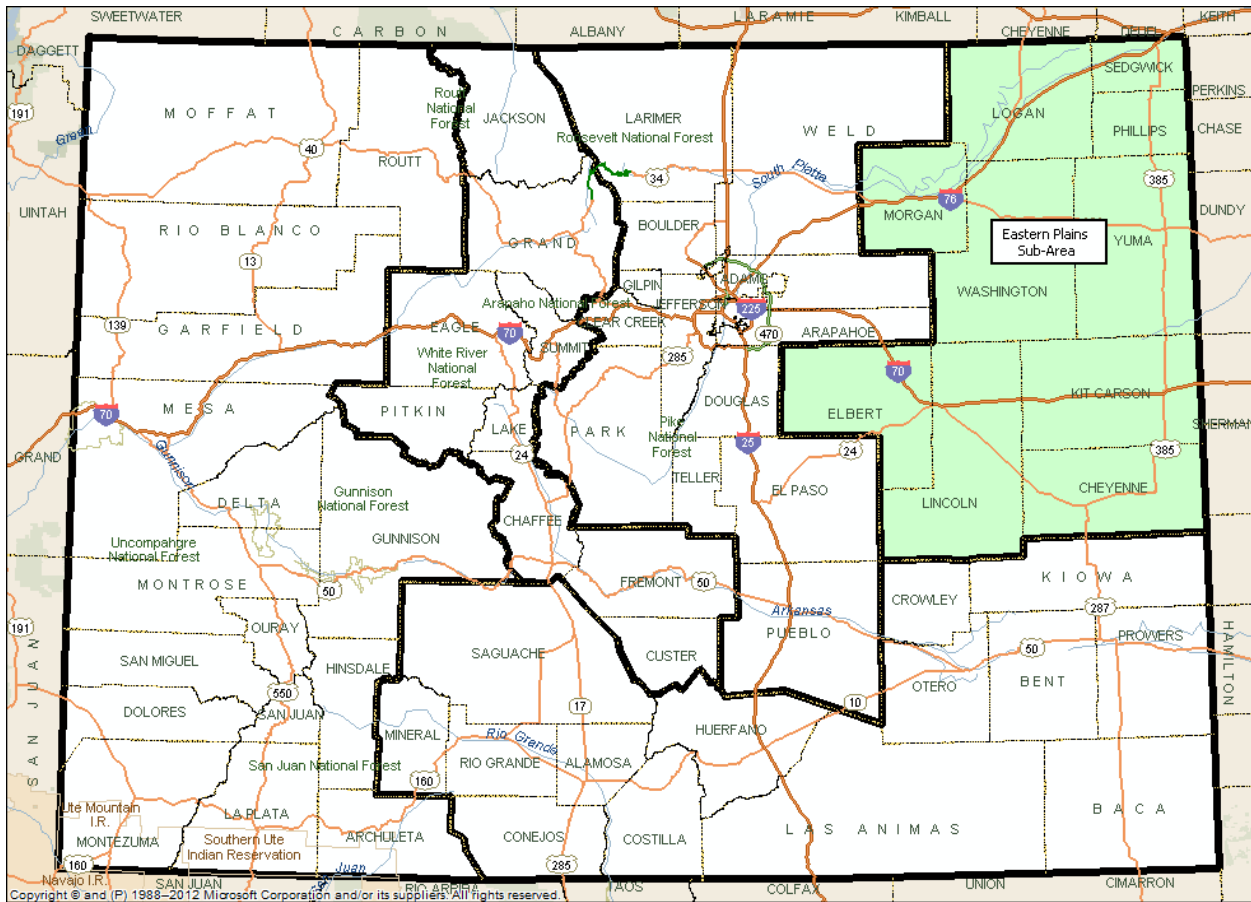 SWEETWATER
CARBON
ALBANY
LARAMIE
KIMBALL
CHEYENNE
DEUEL
KEITH
DAGGETT
191
Green
MOFFAT
40
ROUTT
Routt
National
Forest
JACKSON
LARIMER
Roosevelt National Forest
34
WELD
South Platte
LOGAN
SEDGWICK
PHILLIPS
PERKINS
CHASE
385
76
MORGAN
Eastern Plains
Sub-Area
YUMA
DUNDY
WASHINGTON
UINTAH
RIO BLANCO
13
139
GARFIELD
GRAND
BOULDER
GILPIN
ADAMS
JEFFERSON
225
Arapaho National Forest
CLEAR CREEK
EAGLE
70
SUMMIT
285
470
ARAPAHOE
70
White River
National
Forest
MESA
70
PITKIN
LAKE
24
PARK
Pike
National
Forest
DOUGLAS
25
ELBERT
24
KIT CARSON
SHERMAN
385
GRAND
Gunnison
DELTA
Gunnison
National Forest
TELLER
EL PASO
LINCOLN
CHEYENNE
CHAFFEE
GUNNISON
Uncompahgre
National Forest
MONTROSE
50
FREMONT
50
Arkansas
PUEBLO
CROWLEY
KIOWA
287
PROWERS
50
BENT
OTERO
HAMILTON
191
OURAY
SAN MIGUEL
HINSDALE
SAGUACHE
CUSTER
DOLORES
550
SAN JUAN
SAN JUAN
17
10
HUERFANO
MINERAL
Rio Grande
RIO GRANDE
ALAMOSA
San Juan National Forest
160
Ute Mountain
I.R.
LA PLATA
MONTEZUMA
Southern Ute
Indian Reservation
ARCHULETA
CONEJOS
COSTILLA
LAS ANIMAS
BACA
160
285
Navajo I.R.
SAN JUAN
San Juan
RIO ARRIBA
TAOS
COLFAX
UNION
CIMARRON
Copyright © and (P) 1988–2012 Microsoft Corporation and/or its suppliers. All rights reserved.